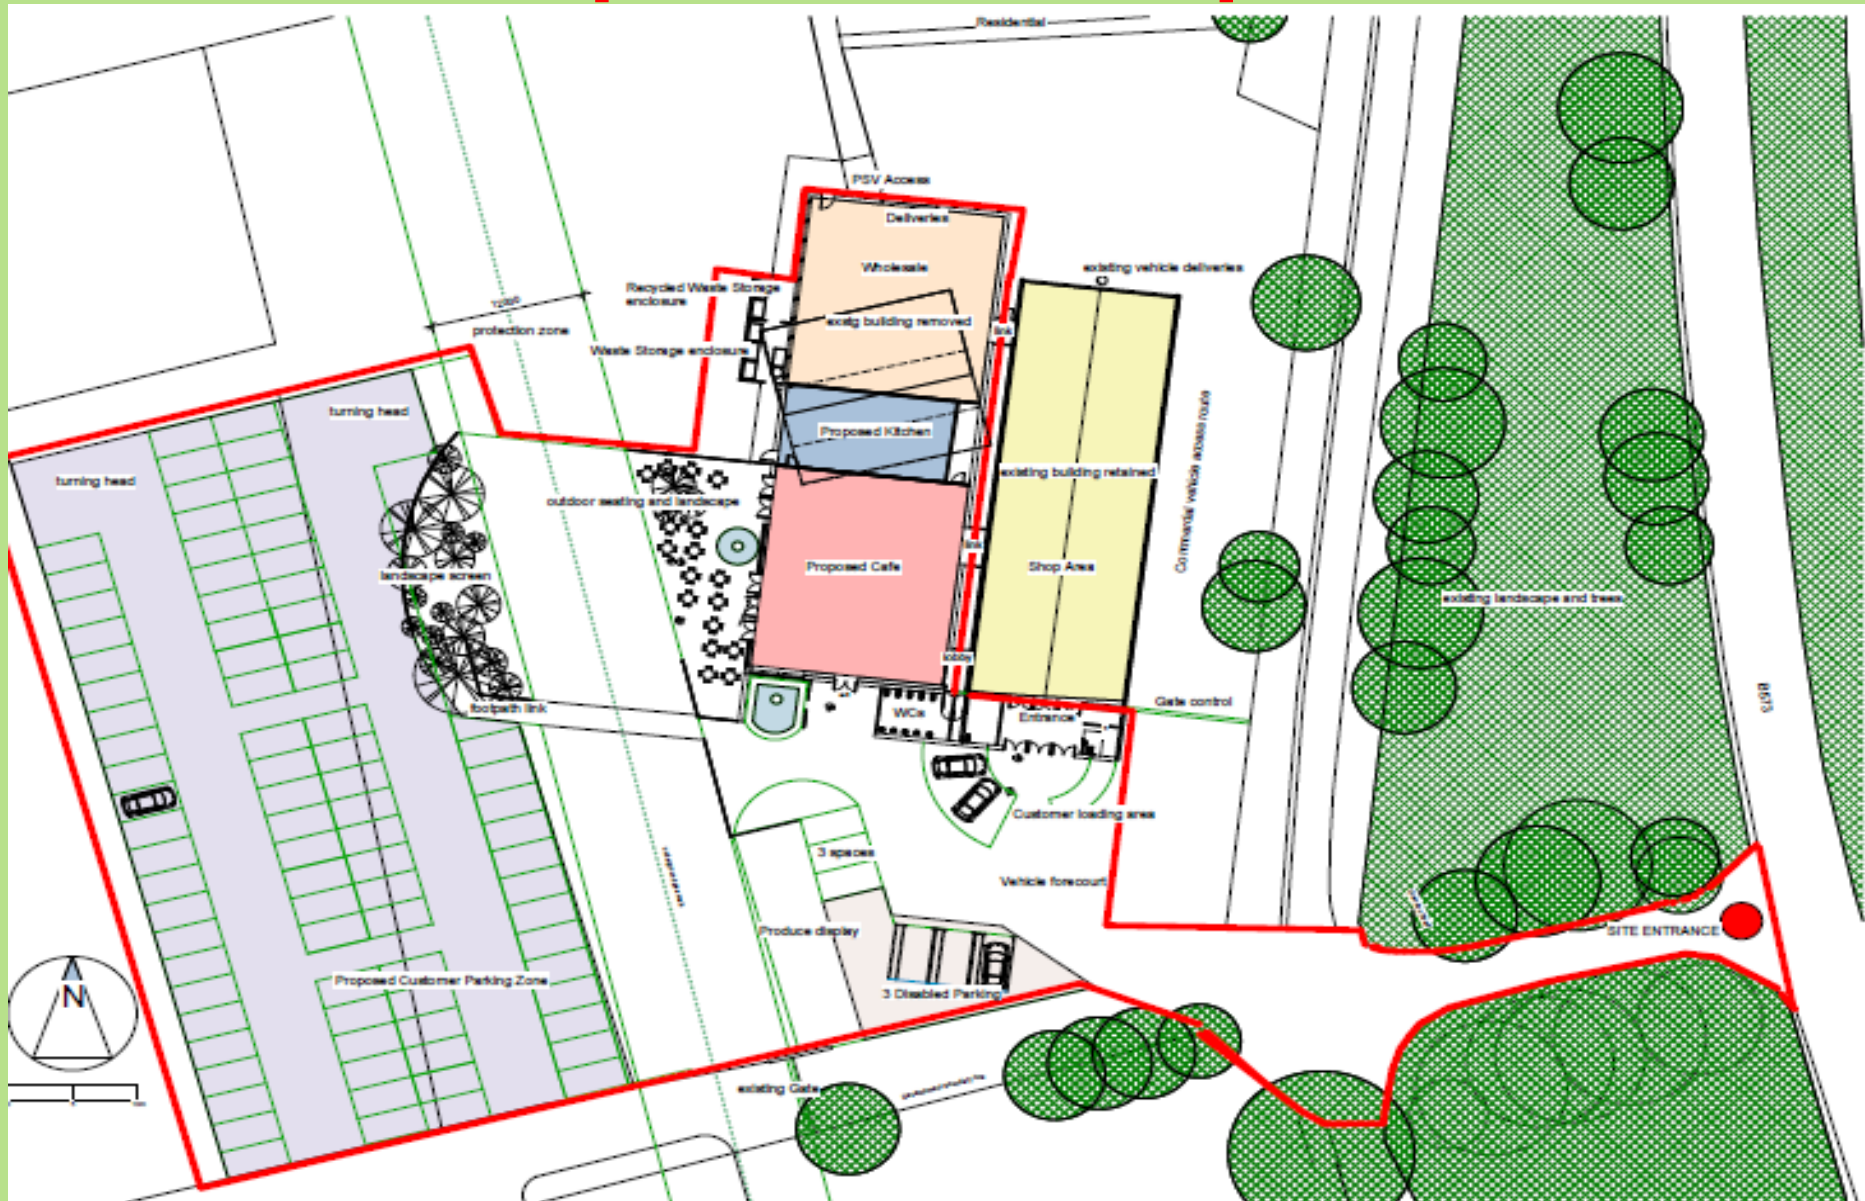 Residential
PSV Access
Deliveries
Wholesale
existing vehicle deliveries
Recycled Waste Storage
enclosure
protection zone
existg building removed
link
Waste Storage enclosure
turning head
Proposed Kitchen
Commercial vehicle access route
turning head
existing building retained
outdoor seating and landscape
link
Proposed Cafe
Shop Area
landscape screen
existing landscape and trees
lobby
footpath link
WCs
Entrance
Gate control
Customer loading area
3 spaces
Vehicle forecourt
Produce display
SITE ENTRANCE
Proposed Customer Parking Zone
3 Disabled Parking
N
existing Gate